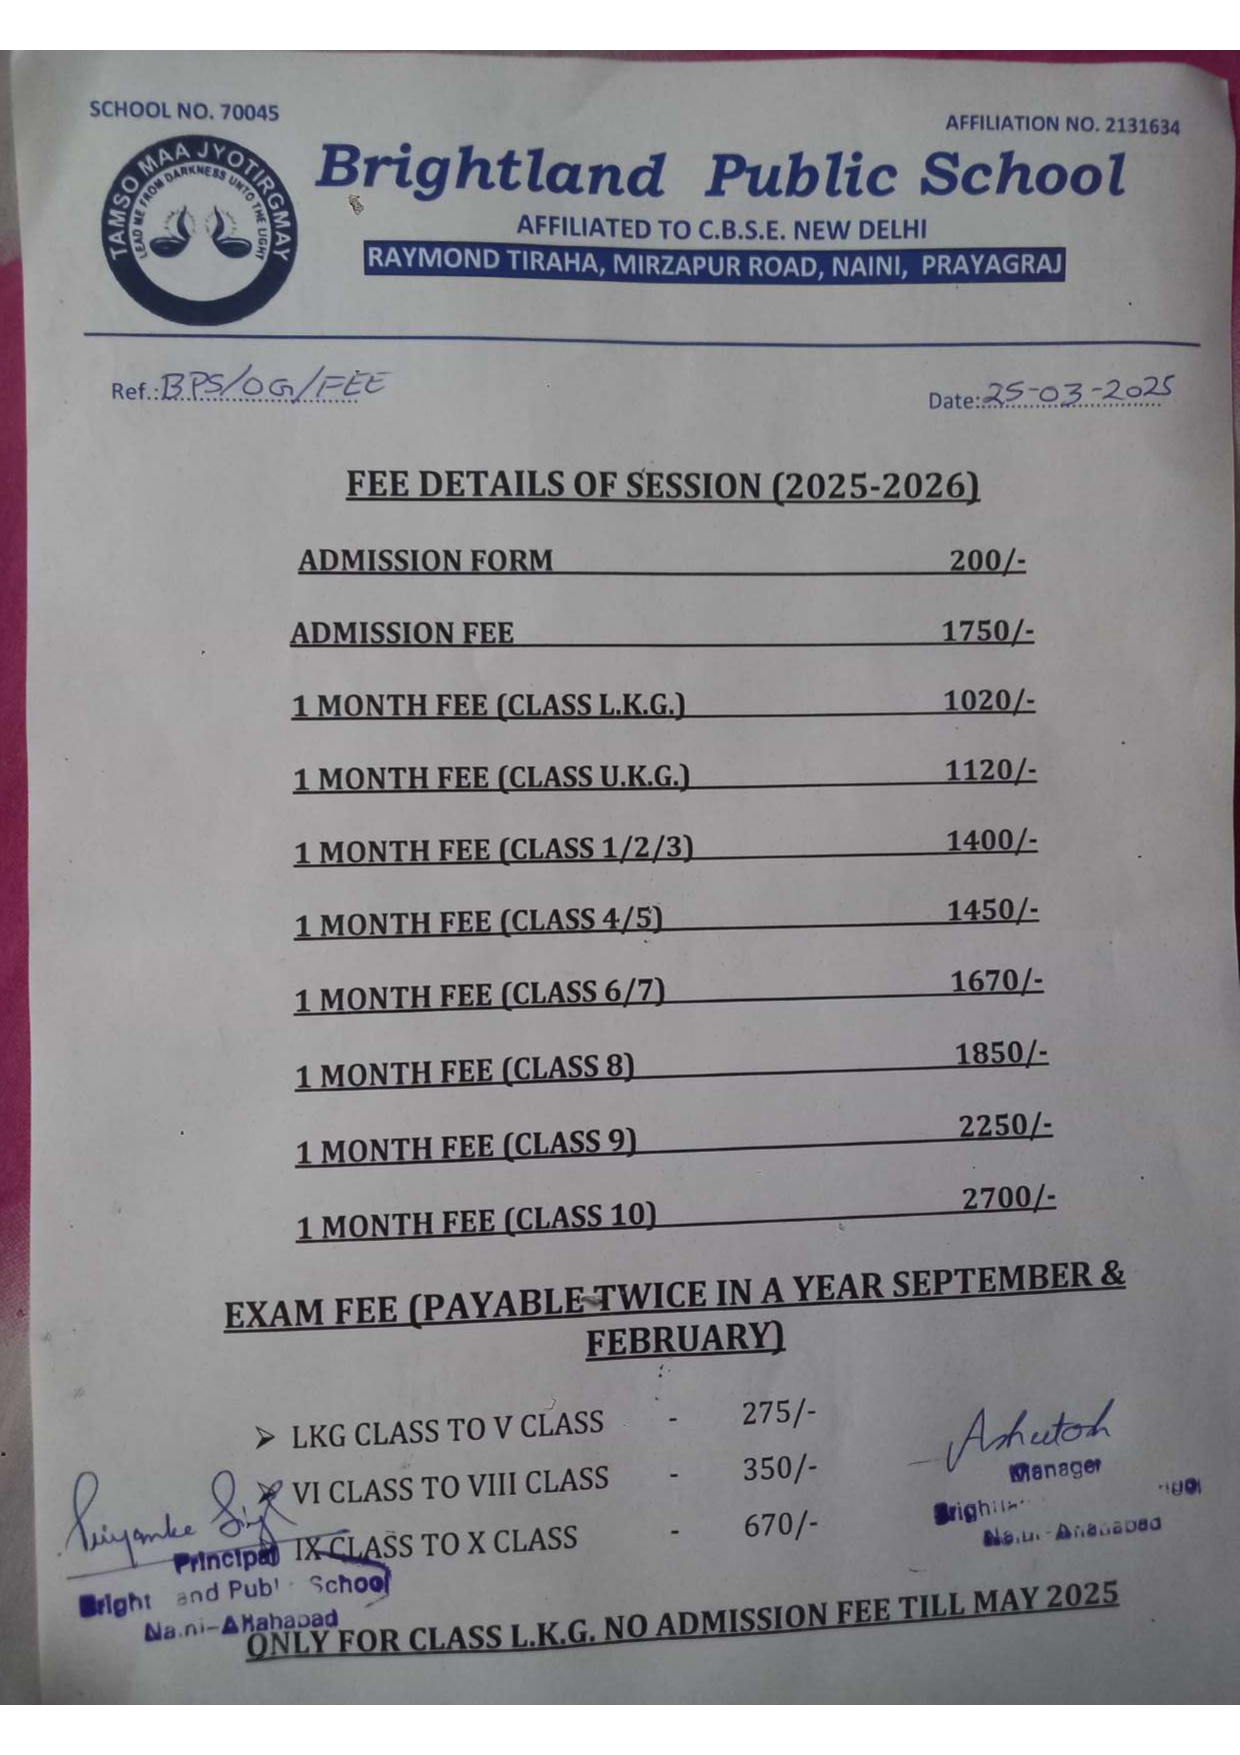 SCHOOL NO. 70045
AFFILIATION NO. 2131634
TAMSO MAA JYOTIRGMAY
LEAD ME FROM DARKNESS UNTO THE LIGHT
Brightland Public School
AFFILIATED TO C.B.S.E. NEW DELHI
RAYMOND TIRAHA, MIRZAPUR ROAD, NAINI, PRAYAGRAJ
Ref.: BPS/OG/FEE
Date: 25-03-2025
FEE DETAILS OF SESSION (2025-2026)
ADMISSION FORM 200/-
ADMISSION FEE 1750/-
1 MONTH FEE (CLASS L.K.G.) 1020/-
1 MONTH FEE (CLASS U.K.G.) 1120/-
1 MONTH FEE (CLASS 1/2/3) 1400/-
1 MONTH FEE (CLASS 4/5) 1450/-
1 MONTH FEE (CLASS 6/7) 1670/-
1 MONTH FEE (CLASS 8) 1850/-
1 MONTH FEE (CLASS 9) 2250/-
1 MONTH FEE (CLASS 10) 2700/-
EXAM FEE (PAYABLE TWICE IN A YEAR SEPTEMBER &
FEBRUARY)
➢ LKG CLASS TO V CLASS - 275/-
➢ VI CLASS TO VIII CLASS - 350/-
IX CLASS TO X CLASS - 670/-
Ashutosh
Manager
Priyanka
Principal
School
ONLY FOR CLASS L.K.G. NO ADMISSION FEE TILL MAY 2025